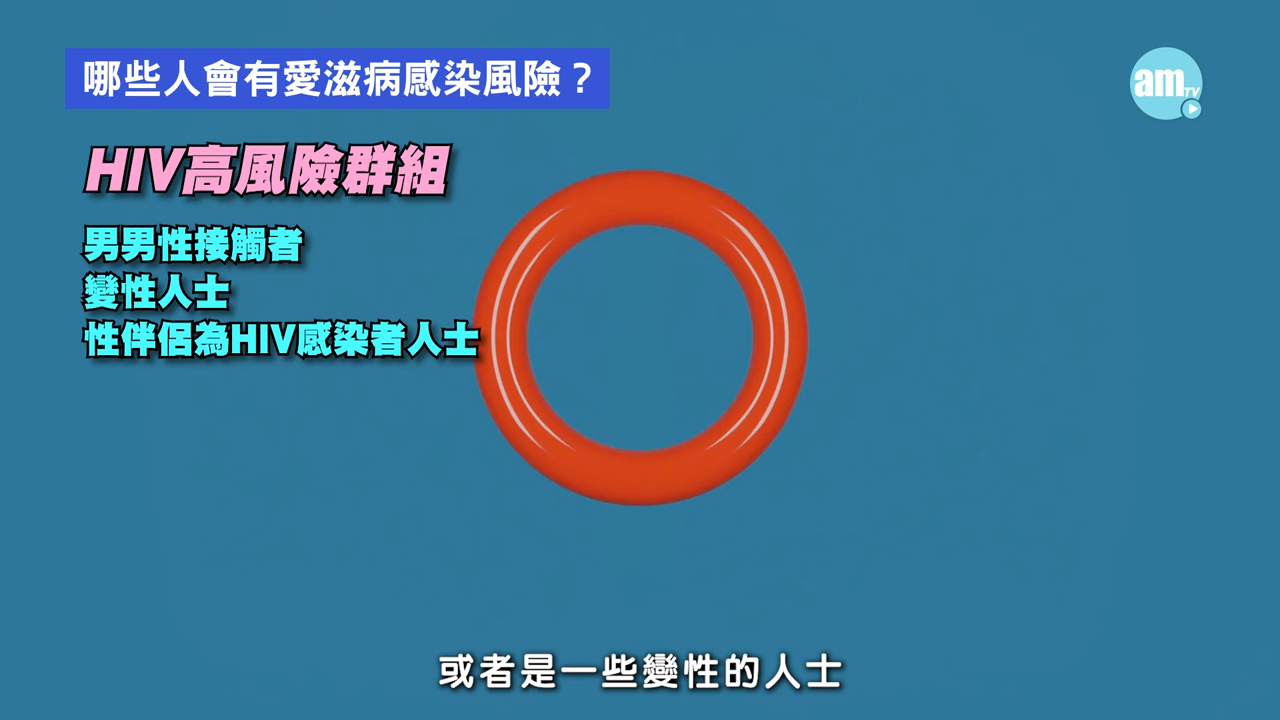 哪些人會有愛滋病感染風險？
amTV
HIV高風險群組
男男性接觸者
變性人士
性伴侶為HIV感染者人士
或者是一些變性的人士